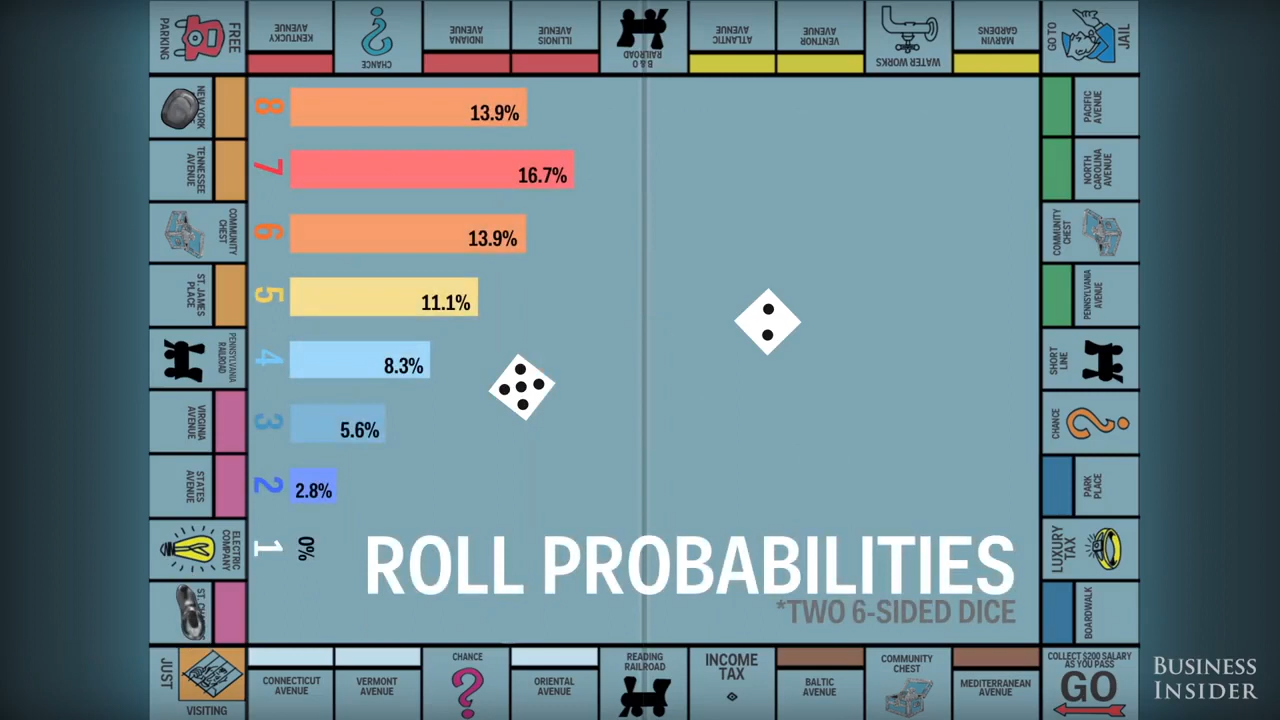 FREE
PARKING
KENTUCKY
AVENUE
CHANCE
INDIANA
AVENUE
ILLINOIS
AVENUE
B&O
RAILROAD
ATLANTIC
AVENUE
VENTNOR
AVENUE
WATER WORKS
MARVIN
GARDENS
GO TO
JAIL
NEW YORK
TENNESSEE
AVENUE
COMMUNITY
CHEST
ST. JAMES
PLACE
PENNSYLVANIA
RAILROAD
VIRGINIA
AVENUE
STATES
AVENUE
ELECTRIC
COMPANY
8 13.9%
7 16.7%
6 13.9%
5 11.1%
4 8.3%
3 5.6%
2 2.8%
1 0%
ROLL PROBABILITIES
*TWO 6-SIDED DICE
PACIFIC
AVENUE
NORTH
CAROLINA
AVENUE
COMMUNITY
CHEST
PENNSYLVANIA
AVENUE
SHORT
LINE
CHANCE
PARK
PLACE
LUXURY
TAX
BOARDWALK
JUST
VISITING
CONNECTICUT
AVENUE
VERMONT
AVENUE
CHANCE
ORIENTAL
AVENUE
READING
RAILROAD
INCOME
TAX
BALTIC
AVENUE
COMMUNITY
CHEST
MEDITERRANEAN
AVENUE
COLLECT $200 SALARY
AS YOU PASS
GO
BUSINESS
INSIDER